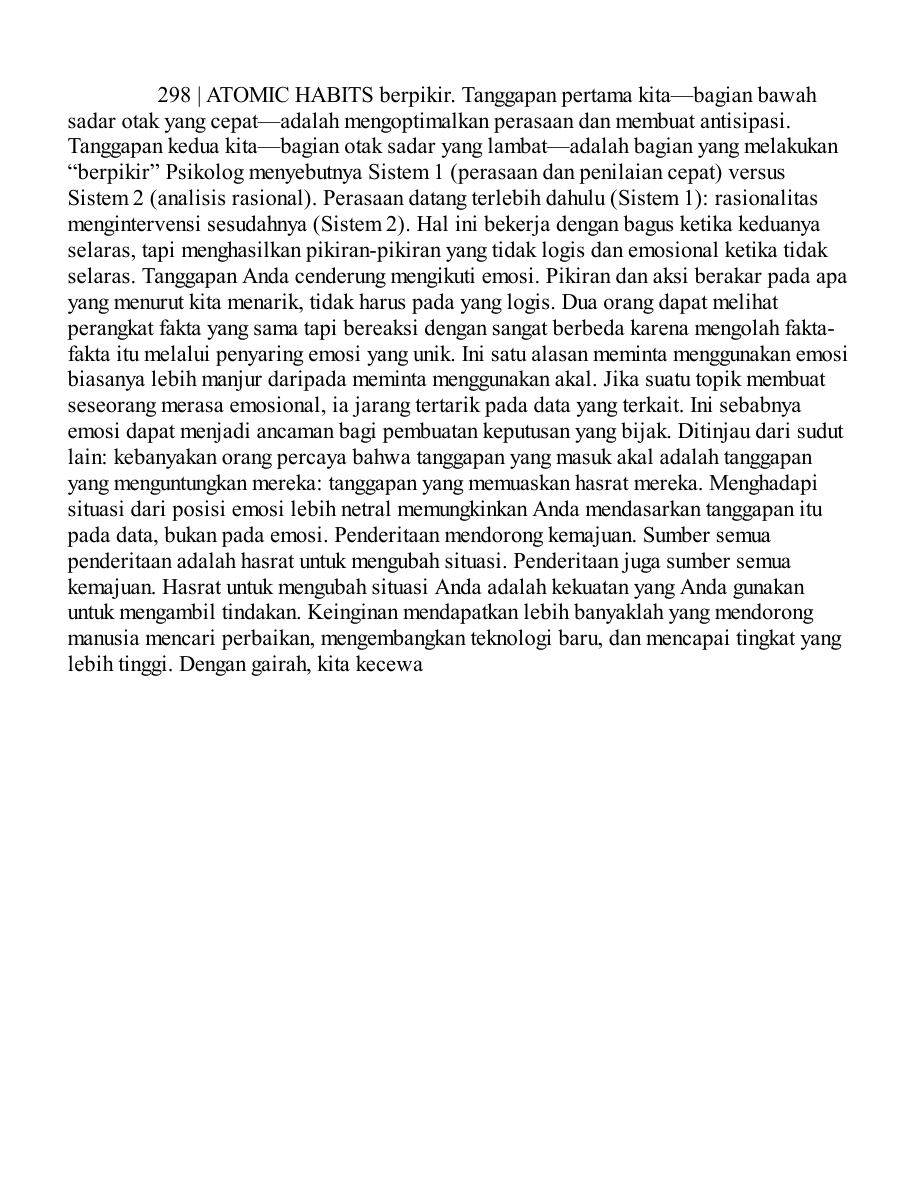 298 | ATOMIC HABITS berpikir. Tanggapan pertama kita—bagian bawah
sadar otak yang cepat—adalah mengoptimalkan perasaan dan membuat antisipasi.
Tanggapan kedua kita—bagian otak sadar yang lambat—adalah bagian yang melakukan
“berpikir” Psikolog menyebutnya Sistem 1 (perasaan dan penilaian cepat) versus
Sistem 2 (analisis rasional). Perasaan datang terlebih dahulu (Sistem 1): rasionalitas
mengintervensi sesudahnya (Sistem 2). Hal ini bekerja dengan bagus ketika keduanya
selaras, tapi menghasilkan pikiran-pikiran yang tidak logis dan emosional ketika tidak
selaras. Tanggapan Anda cenderung mengikuti emosi. Pikiran dan aksi berakar pada apa
yang menurut kita menarik, tidak harus pada yang logis. Dua orang dapat melihat
perangkat fakta yang sama tapi bereaksi dengan sangat berbeda karena mengolah fakta-
fakta itu melalui penyaring emosi yang unik. Ini satu alasan meminta menggunakan emosi
biasanya lebih manjur daripada meminta menggunakan akal. Jika suatu topik membuat
seseorang merasa emosional, ia jarang tertarik pada data yang terkait. Ini sebabnya
emosi dapat menjadi ancaman bagi pembuatan keputusan yang bijak. Ditinjau dari sudut
lain: kebanyakan orang percaya bahwa tanggapan yang masuk akal adalah tanggapan
yang menguntungkan mereka: tanggapan yang memuaskan hasrat mereka. Menghadapi
situasi dari posisi emosi lebih netral memungkinkan Anda mendasarkan tanggapan itu
pada data, bukan pada emosi. Penderitaan mendorong kemajuan. Sumber semua
penderitaan adalah hasrat untuk mengubah situasi. Penderitaan juga sumber semua
kemajuan. Hasrat untuk mengubah situasi Anda adalah kekuatan yang Anda gunakan
untuk mengambil tindakan. Keinginan mendapatkan lebih banyaklah yang mendorong
manusia mencari perbaikan, mengembangkan teknologi baru, dan mencapai tingkat yang
lebih tinggi. Dengan gairah, kita kecewa